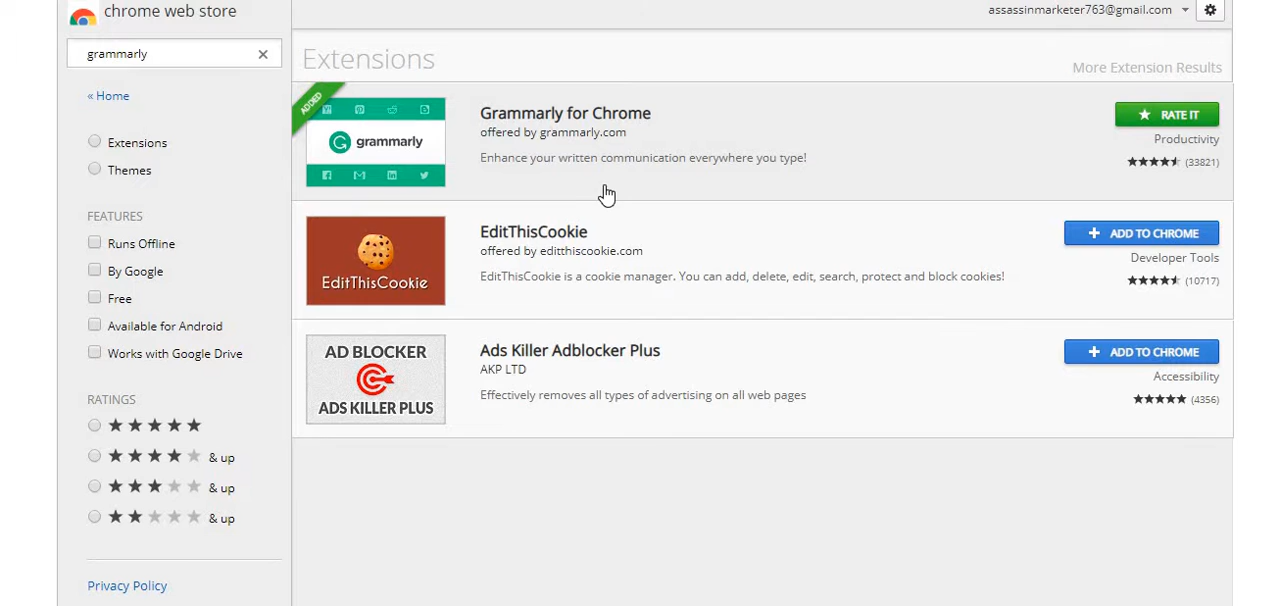 chrome web store
assassinmarketer763@gmail.com
grammarly
« Home
Extensions
Themes
FEATURES
Runs Offline
By Google
Free
Available for Android
Works with Google Drive
RATINGS
& up
& up
& up
Privacy Policy
Extensions
More Extension Results
ADDED
grammarly
Grammarly for Chrome
offered by grammarly.com
Enhance your written communication everywhere you type!
RATE IT
Productivity
(33821)
EditThisCookie
EditThisCookie
offered by editthiscookie.com
EditThisCookie is a cookie manager. You can add, delete, edit, search, protect and block cookies!
ADD TO CHROME
Developer Tools
(10717)
AD BLOCKER
ADS KILLER PLUS
Ads Killer Adblocker Plus
AKP LTD
Effectively removes all types of advertising on all web pages
ADD TO CHROME
Accessibility
(4356)